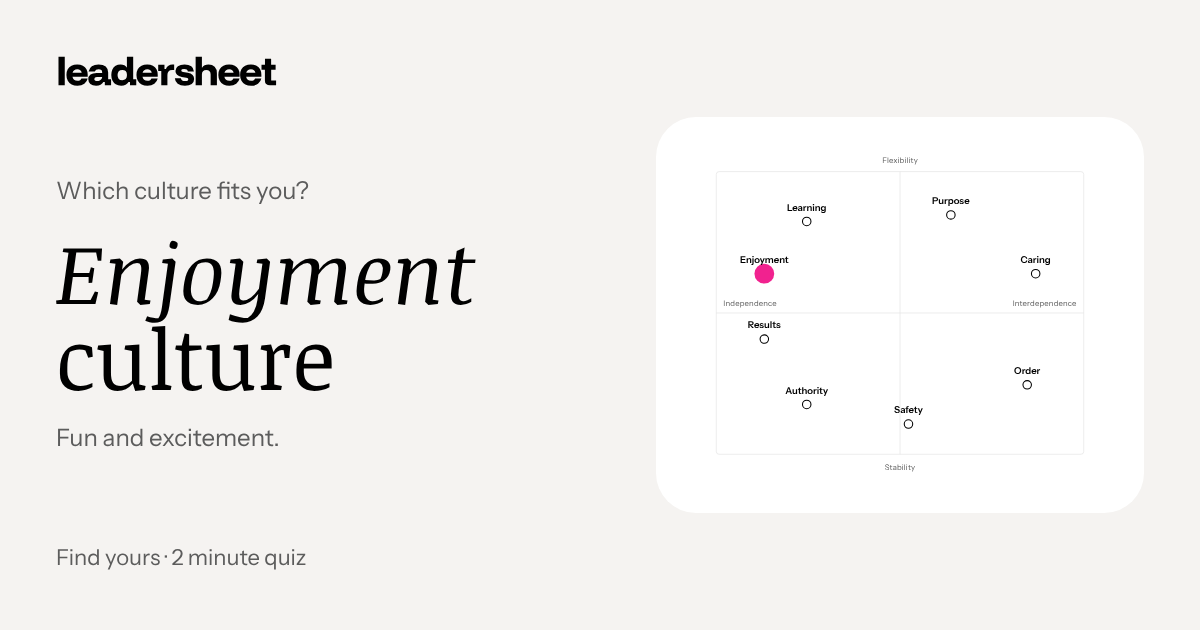 leadersheet
Which culture fits you?
Enjoyment
culture
Fun and excitement.
Find yours · 2 minute quiz
Flexibility
Purpose
Learning
Enjoyment
Caring
Independence
Interdependence
Results
Order
Authority
Safety
Stability